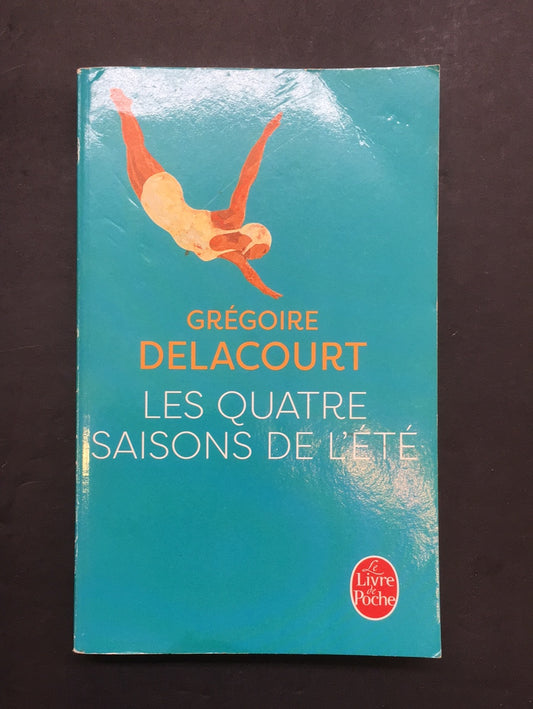 GRÉGOIRE
DELACOURT
LES QUATRE
SAISONS DE L'ÉTÉ
Le
Livre
de
Poche